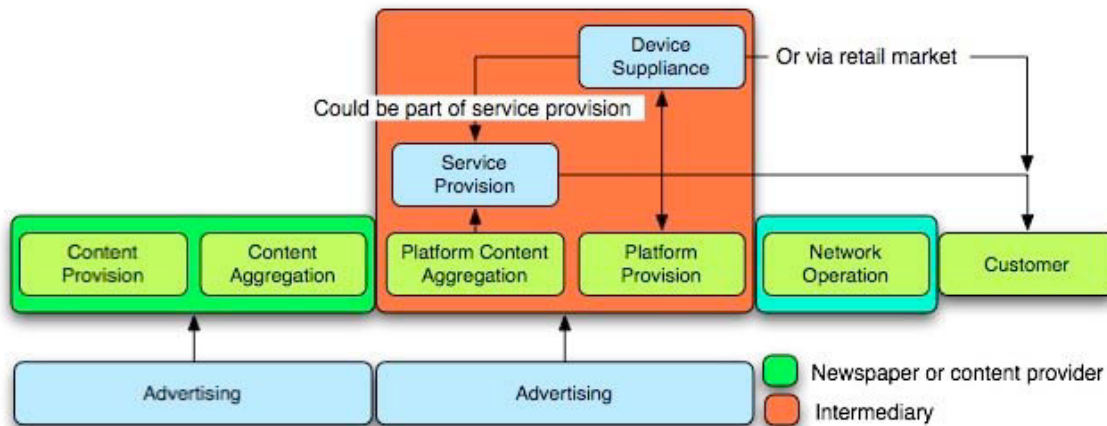 Device
Suppliance
Or via retail market
Could be part of service provision
Service
Provision
Content
Provision
Content
Aggregation
Platform Content
Aggregation
Platform
Provision
Network
Operation
Customer
Advertising
Advertising
Newspaper or content provider
Intermediary